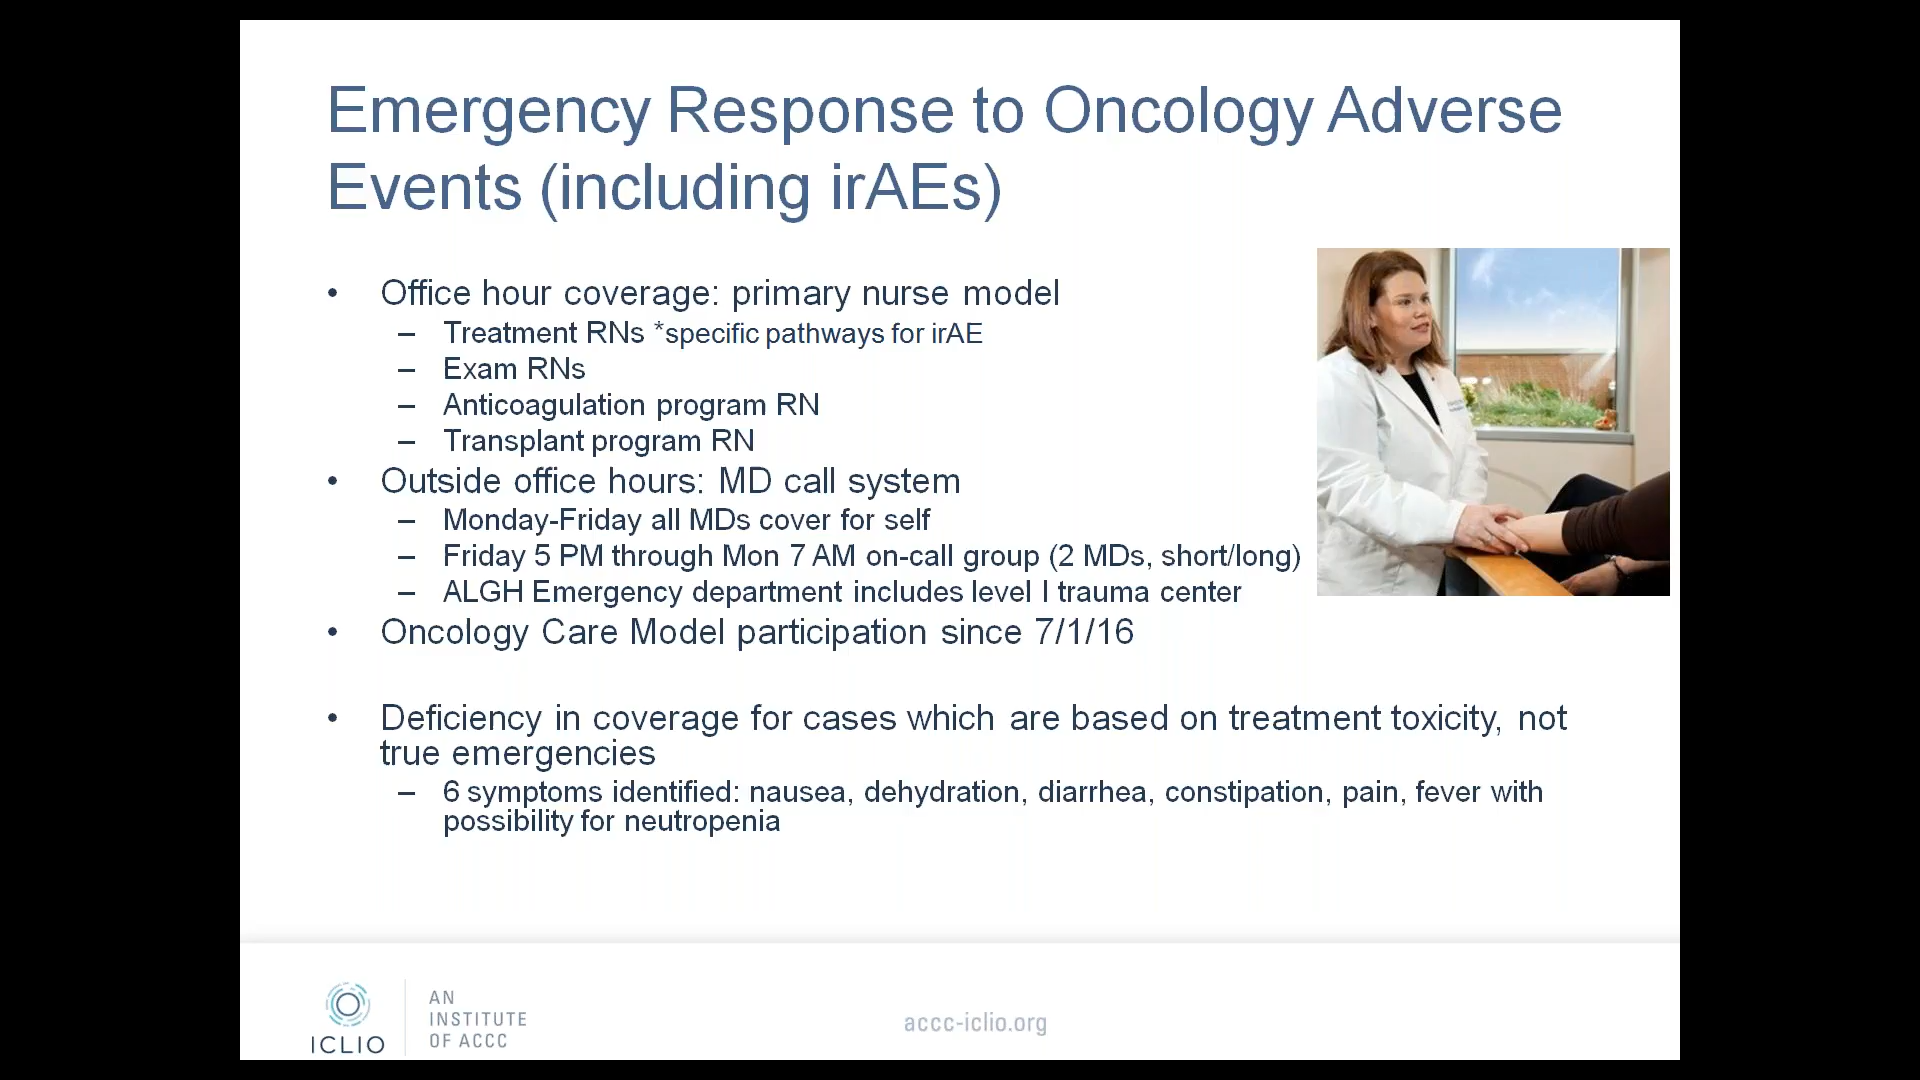 Emergency Response to Oncology Adverse
Events (including irAEs)
• Office hour coverage: primary nurse model
– Treatment RNs *specific pathways for irAE
– Exam RNs
– Anticoagulation program RN
– Transplant program RN
• Outside office hours: MD call system
– Monday-Friday all MDs cover for self
– Friday 5 PM through Mon 7 AM on-call group (2 MDs, short/long)
– ALGH Emergency department includes level I trauma center
• Oncology Care Model participation since 7/1/16
• Deficiency in coverage for cases which are based on treatment toxicity, not
true emergencies
– 6 symptoms identified: nausea, dehydration, diarrhea, constipation, pain, fever with
possibility for neutropenia
ICLIO
AN
INSTITUTE
OF ACCC
accc-iclio.org